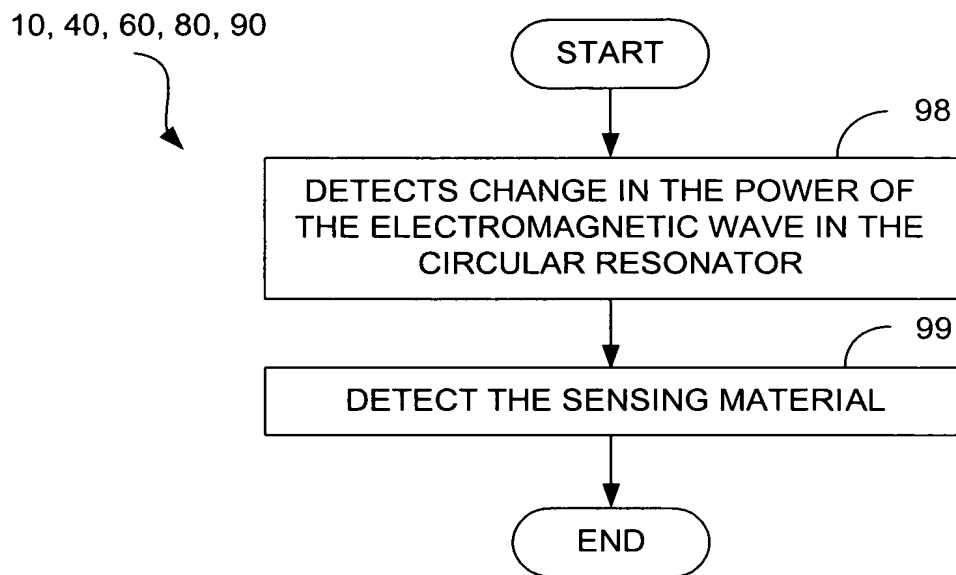 10, 40, 60, 80, 90
START
98
DETECTS CHANGE IN THE POWER OF
THE ELECTROMAGNETIC WAVE IN THE
CIRCULAR RESONATOR
99
DETECT THE SENSING MATERIAL
END